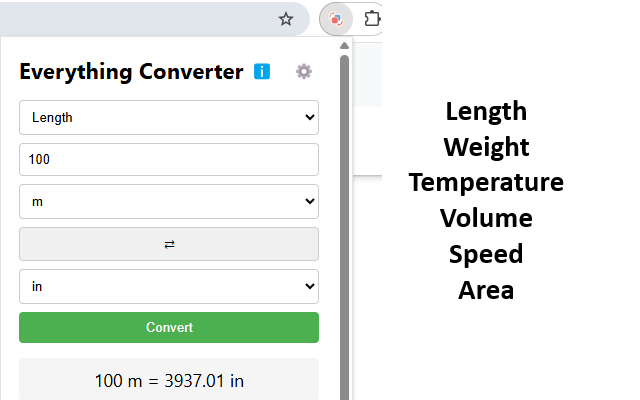 Everything Converter
Length
100
m
⇄
in
Convert
100 m = 3937.01 in
Length
Weight
Temperature
Volume
Speed
Area